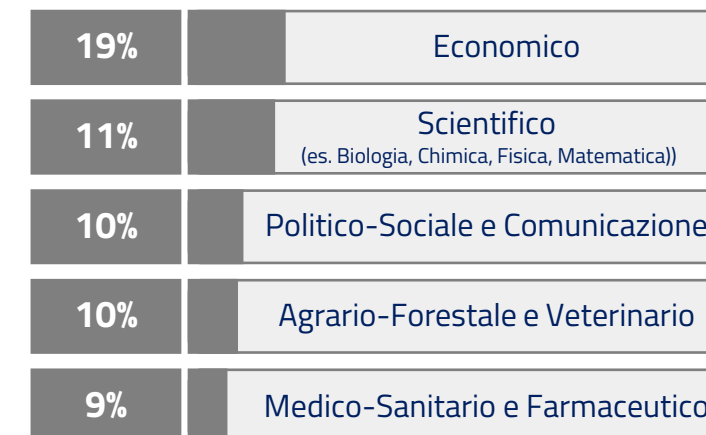 19% Economico
11% Scientifico
(es. Biologia, Chimica, Fisica, Matematica))
10% Politico-Sociale e Comunicazione
10% Agrario-Forestale e Veterinario
9% Medico-Sanitario e Farmaceutico